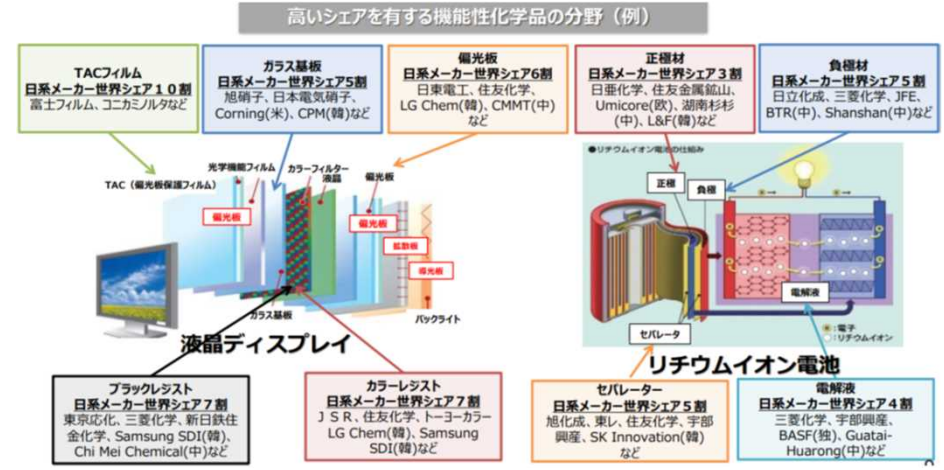 高いシェアを有する機能性化学品の分野（例）
TACフィルム
日系メーカー世界シェア１０割
富士フィルム、コニカミノルタなど
ガラス基板
日系メーカー世界シェア5割
旭硝子、日本電気硝子、
Corning(米)、CPM(韓)など
偏光板
日系メーカー世界シェア6割
日東電工、住友化学、
LG Chem(韓)、CMMT(中)
など
正極材
日系メーカー世界シェア３割
日亜化学、住友金属鉱山、
Umicore(欧)、湖南杉杉
(中)、L&F(韓)など
負極材
日系メーカー世界シェア５割
日立化成、三菱化学、JFE、
BTR(中)、Shanshan(中)など
TAC（偏光板保護フィルム）
光学機能フィルム
カラーフィルター
液晶
偏光板
偏光板
偏光板
拡散板
導光板
ガラス基板
バックライト
液晶ディスプレイ
●リチウムイオン電池の仕組み
正極
負極
電解液
セパレータ
：電子
：リチウムイオン
リチウムイオン電池
ブラックレジスト
日系メーカー世界シェア７割
東京応化、三菱化学、新日鉄住
金化学、Samsung SDI(韓)、
Chi Mei Chemical(中)など
カラーレジスト
日系メーカー世界シェア７割
ＪＳＲ、住友化学、トーヨーカラー
LG Chem(韓)、Samsung
SDI(韓)など
セパレーター
日系メーカー世界シェア５割
旭化成、東レ、住友化学、宇部
興産、SK Innovation(韓)
など
電解液
日系メーカー世界シェア４割
三菱化学、宇部興産、
BASF(独)、Guatai-
Huarong(中)など